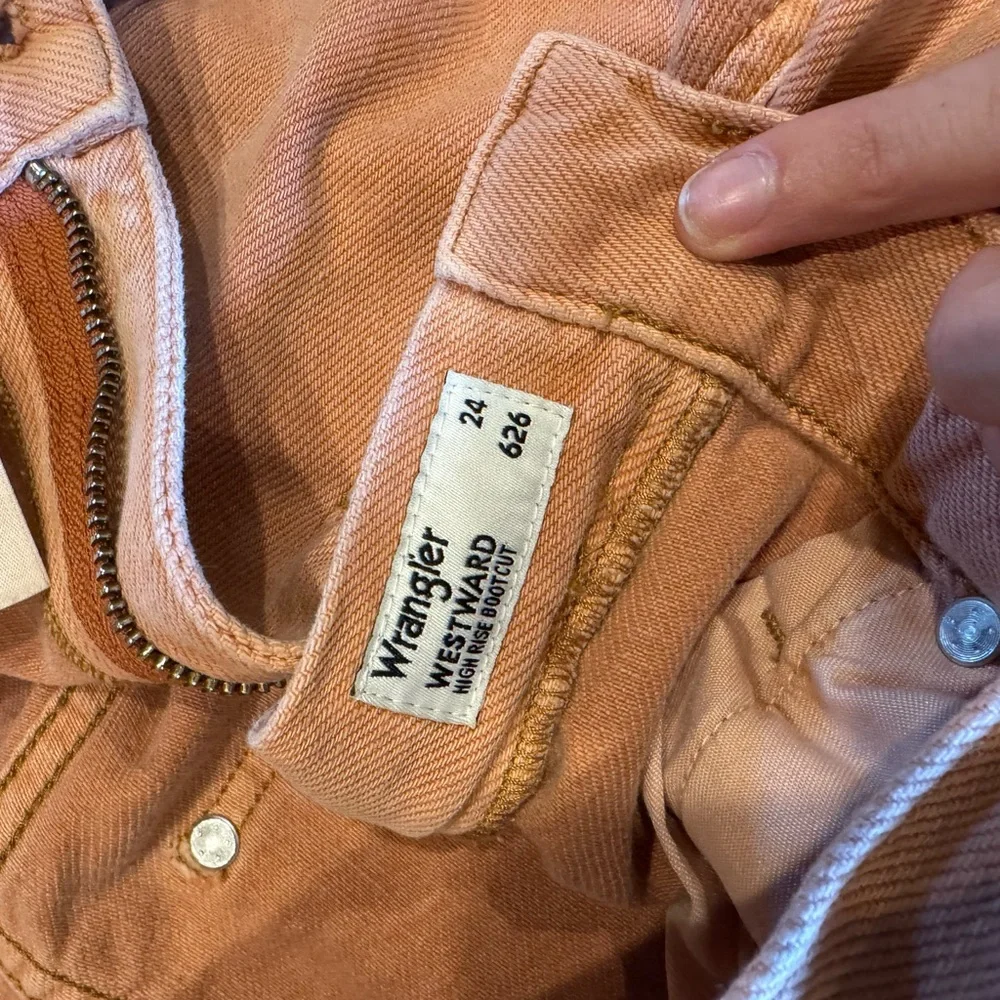 Wrangler
WESTWARD
HIGH RISE BOOTCUT
24
626